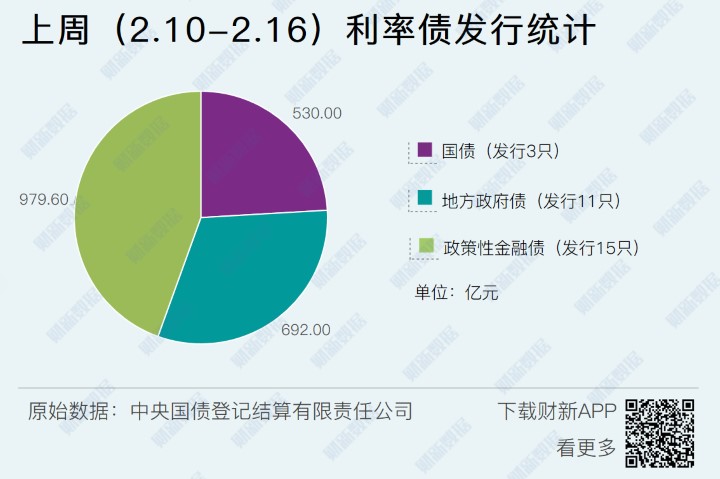 上周（2.10-2.16）利率债发行统计
530.00
979.60
692.00
国债（发行3只）
地方政府债（发行11只）
政策性金融债（发行15只）
单位：亿元
原始数据：中央国债登记结算有限责任公司
下载财新APP
看更多
财新数据